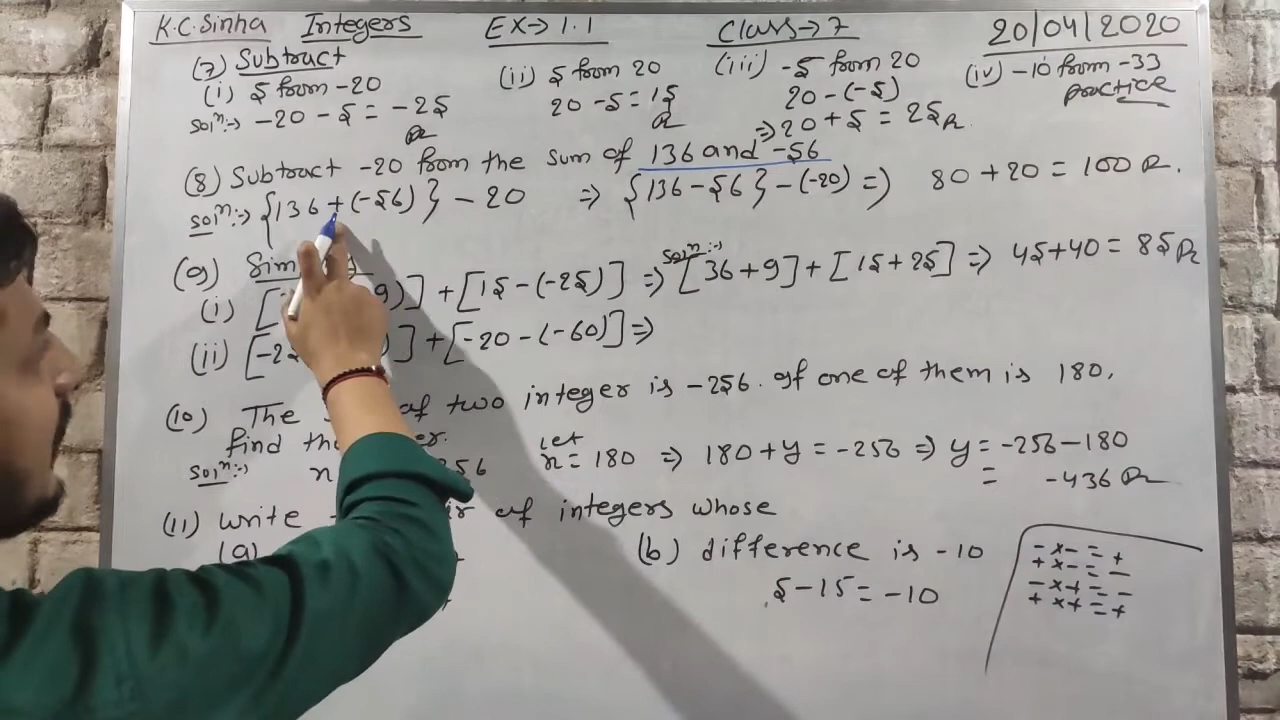 K.C.Sinha Integers EX→1.1 Class→7 20/04/2020
(7) Subtract
(i) 5 from -20
Solⁿ:→ -20 - 5 = -25
(ii) 5 from 20
20 - 5 = 15
(iii) -5 from 20
20 - (-5)
⇒ 20 + 5 = 25
(iv) -10 from -33
practice
(8) Subtract -20 from the sum of 136 and -56
Solⁿ:→ {136+(-56)} - 20 ⇒ {136-56} - (-20) ⇒ 80 + 20 = 100
(9)
(i) [ 9)] + [15-(-25)] ⇒ solⁿ:→ [36+9] + [15+25] ⇒ 45+40 = 85
(ii) [-2 )] + [-20-(-60)] ⇒
(10) The of two integer is -256. If one of them is 180,
find
Solⁿ:→ 256 let x = 180 ⇒ 180 + y = -256 ⇒ y = -256 - 180
= -436
(11) write of integers whose
(a)
(b) difference is -10
5 - 15 = -10
- × - = +
+ × - = -
- × + = -
+ × + = +